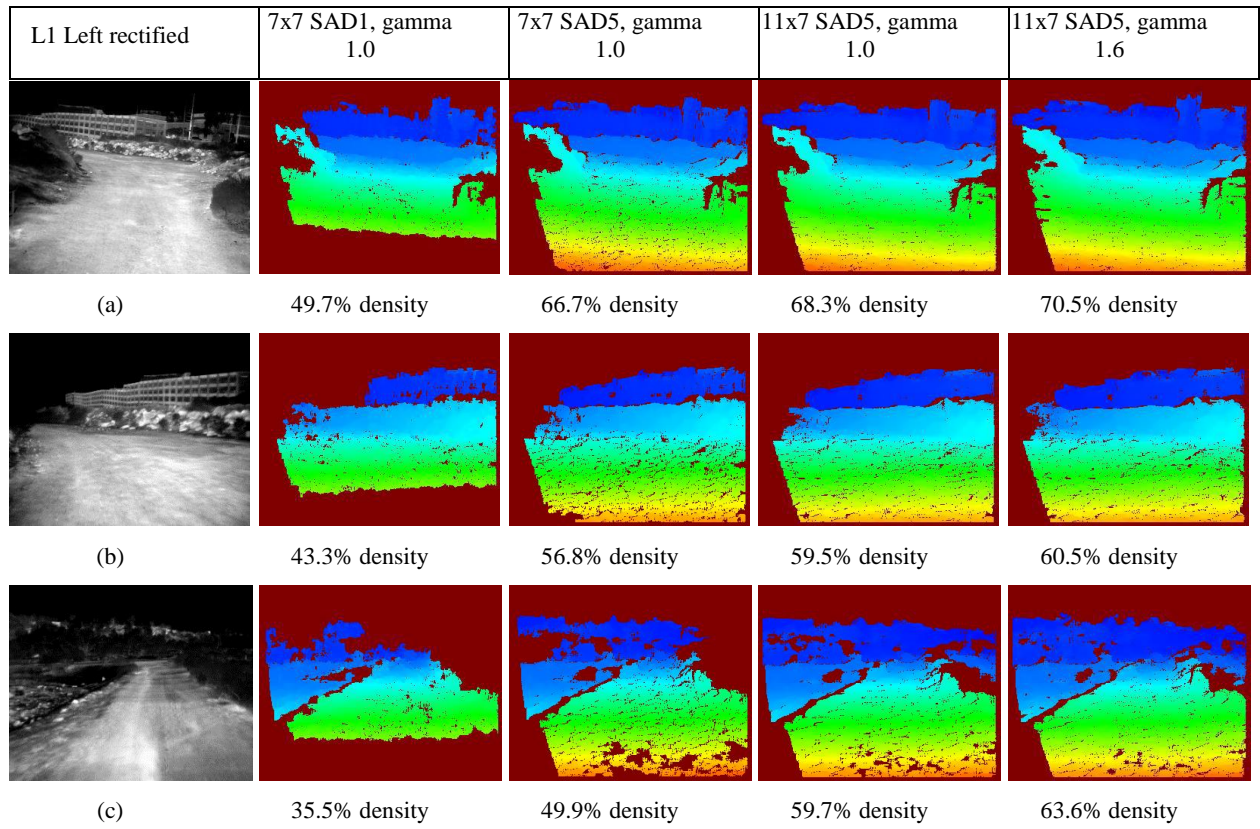 L1 Left rectified
7x7 SAD1, gamma
1.0
7x7 SAD5, gamma
1.0
11x7 SAD5, gamma
1.0
11x7 SAD5, gamma
1.6
(a)
49.7% density
66.7% density
68.3% density
70.5% density
(b)
43.3% density
56.8% density
59.5% density
60.5% density
(c)
35.5% density
49.9% density
59.7% density
63.6% density